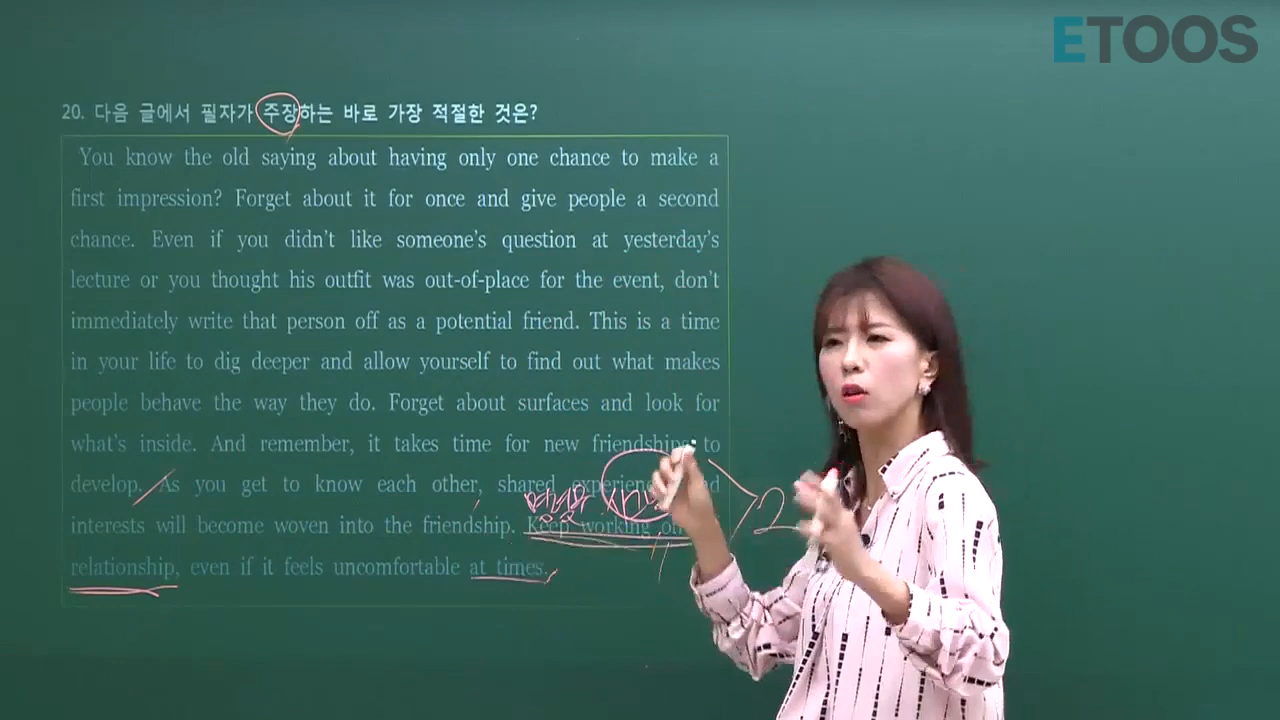 ETOOS
20. 다음 글에서 필자가 주장하는 바로 가장 적절한 것은?
You know the old saying about having only one chance to make a
first impression? Forget about it for once and give people a second
chance. Even if you didn't like someone's question at yesterday's
lecture or you thought his outfit was out-of-place for the event, don't
immediately write that person off as a potential friend. This is a time
in your life to dig deeper and allow yourself to find out what makes
people behave the way they do. Forget about surfaces and look for
what's inside. And remember, it takes time for new friendships to
develop. As you get to know each other, shared
interests will become woven into the friendship. Keep working
relationship, even if it feels uncomfortable at times.
2